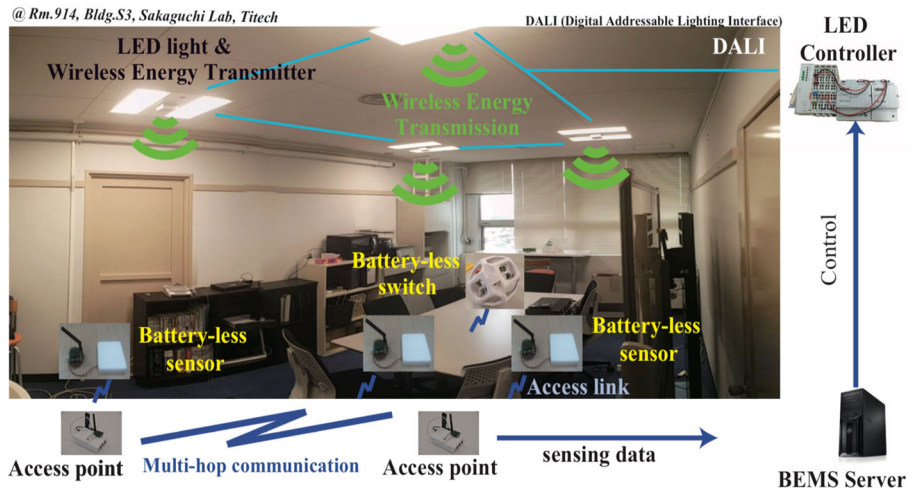 @ Rm.914, Bldg.S3, Sakaguchi Lab, Titech
DALI (Digital Addressable Lighting Interface)
LED
Controller
LED light &
Wireless Energy Transmitter
DALI
Wireless Energy
Transmission
Battery-less
switch
Battery-less
sensor
Battery-less
sensor
Access link
Control
Access point
Multi-hop communication
Access point
sensing data
BEMS Server